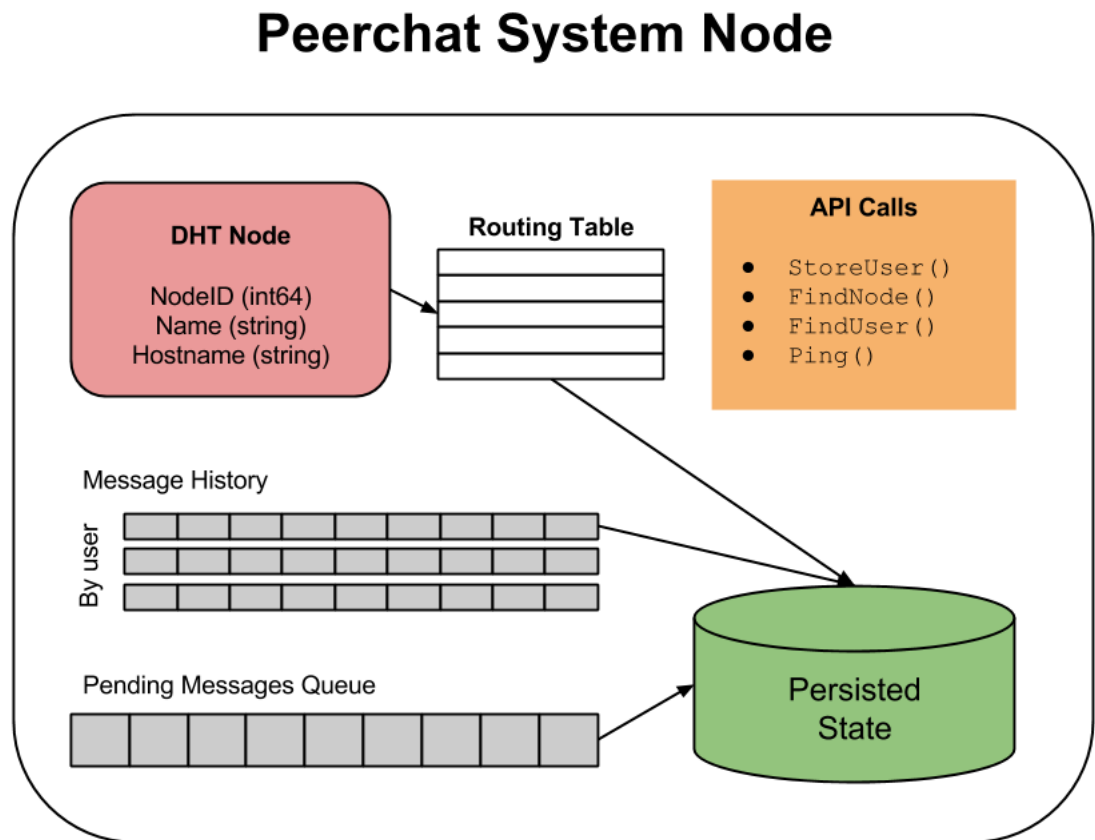 Peerchat System Node
DHT Node
NodeID (int64)
Name (string)
Hostname (string)
Routing Table
API Calls
● StoreUser()
● FindNode()
● FindUser()
● Ping()
Message History
By user
Pending Messages Queue
Persisted
State